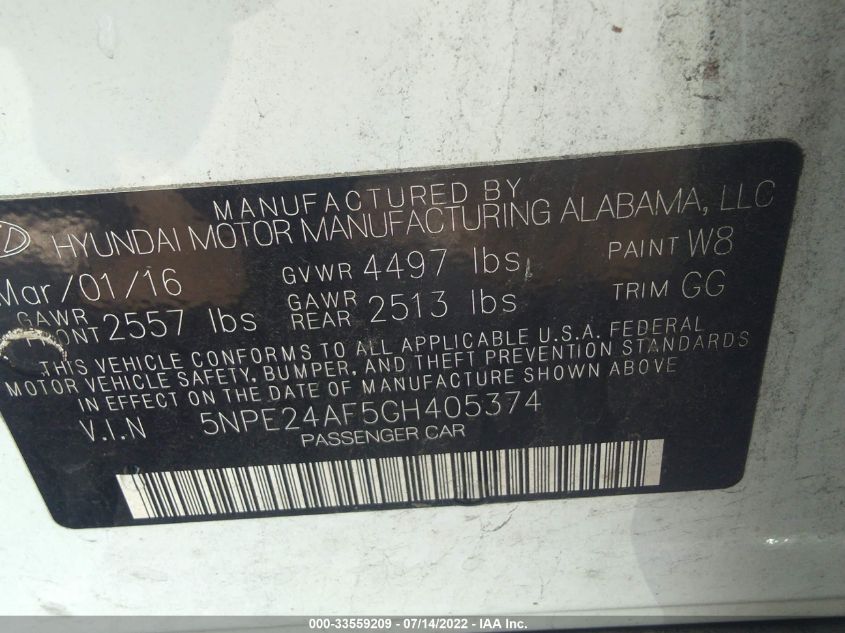 MANUFACTURED BY
HYUNDAI MOTOR MANUFACTURING ALABAMA, LLC
Mar/01/16 GVWR 4497 lbs PAINT W8
GAWR FRONT 2557 lbs GAWR REAR 2513 lbs TRIM GG
THIS VEHICLE CONFORMS TO ALL APPLICABLE U.S.A. FEDERAL
MOTOR VEHICLE SAFETY, BUMPER, AND THEFT PREVENTION STANDARDS
IN EFFECT ON THE DATE OF MANUFACTURE SHOWN ABOVE
V.I.N 5NPE24AF5GH405374
PASSENGER CAR
000-33559209 - 07/14/2022 - IAA Inc.